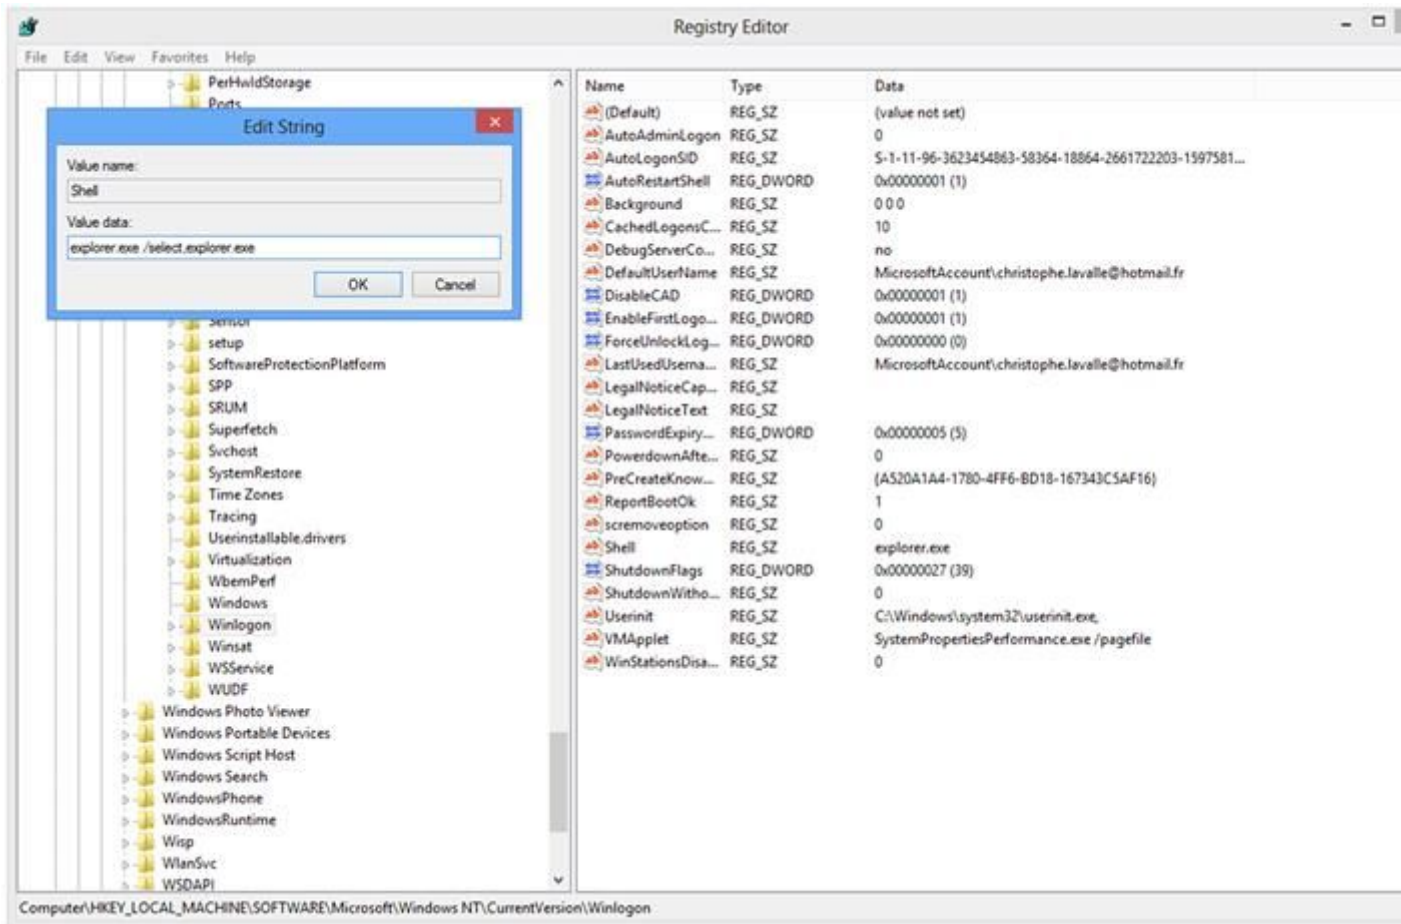 Registry Editor
File Edit View Favorites Help
PerHwIdStorage
Ports
Edit String
Value name:
Shell
Value data:
explorer.exe /select,explorer.exe
OK Cancel
Sensor
setup
SoftwareProtectionPlatform
SPP
SRUM
Superfetch
Svchost
SystemRestore
Time Zones
Tracing
Userinstallable.drivers
Virtualization
WbemPerf
Windows
Winlogon
Winsat
WSService
WUDF
Windows Photo Viewer
Windows Portable Devices
Windows Script Host
Windows Search
WindowsPhone
WindowsRuntime
Wisp
WlanSvc
WSDAPI
Name Type Data
(Default) REG_SZ (value not set)
AutoAdminLogon REG_SZ 0
AutoLogonSID REG_SZ S-1-11-96-3623454863-58364-18864-2661722203-1597581...
AutoRestartShell REG_DWORD 0x00000001 (1)
Background REG_SZ 0 0 0
CachedLogonsC... REG_SZ 10
DebugServerCo... REG_SZ no
DefaultUserName REG_SZ MicrosoftAccount\christophe.lavalle@hotmail.fr
DisableCAD REG_DWORD 0x00000001 (1)
EnableFirstLogo... REG_DWORD 0x00000001 (1)
ForceUnlockLog... REG_DWORD 0x00000000 (0)
LastUsedUserna... REG_SZ MicrosoftAccount\christophe.lavalle@hotmail.fr
LegalNoticeCap... REG_SZ
LegalNoticeText REG_SZ
PasswordExpiry... REG_DWORD 0x00000005 (5)
PowerdownAfte... REG_SZ 0
PreCreateKnow... REG_SZ {A520A1A4-1780-4FF6-BD18-167343C5AF16}
ReportBootOk REG_SZ 1
scremoveoption REG_SZ 0
Shell REG_SZ explorer.exe
ShutdownFlags REG_DWORD 0x00000027 (39)
ShutdownWitho... REG_SZ 0
Userinit REG_SZ C:\Windows\system32\userinit.exe,
VMApplet REG_SZ SystemPropertiesPerformance.exe /pagefile
WinStationsDisa... REG_SZ 0
Computer\HKEY_LOCAL_MACHINE\SOFTWARE\Microsoft\Windows NT\CurrentVersion\Winlogon